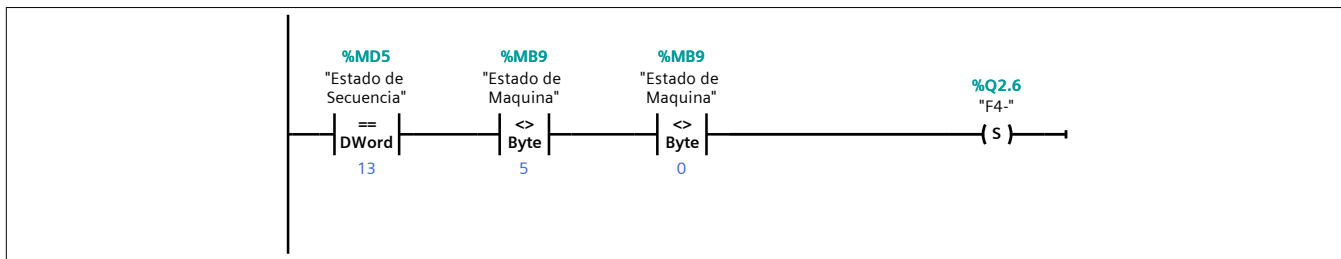 %MD5 %MB9 %MB9
"Estado de "Estado de "Estado de %Q2.6
Secuencia" Maquina" Maquina" "F4-"
== <> <>
DWord Byte Byte S
13 5 0